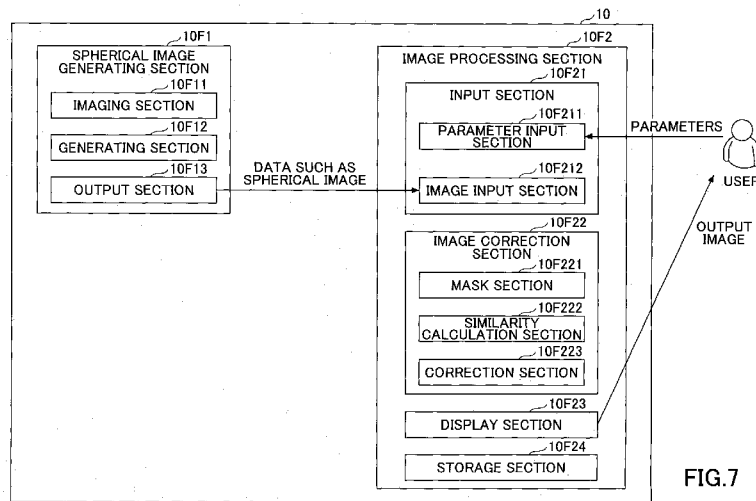 10
10F1
SPHERICAL IMAGE
GENERATING SECTION
10F11
IMAGING SECTION
10F12
GENERATING SECTION
10F13
OUTPUT SECTION
DATA SUCH AS
SPHERICAL IMAGE
10F2
IMAGE PROCESSING SECTION
10F21
INPUT SECTION
10F211
PARAMETER INPUT
SECTION
10F212
IMAGE INPUT SECTION
10F22
IMAGE CORRECTION
SECTION
10F221
MASK SECTION
10F222
SIMILARITY
CALCULATION SECTION
10F223
CORRECTION SECTION
10F23
DISPLAY SECTION
10F24
STORAGE SECTION
PARAMETERS
USER
OUTPUT
IMAGE
FIG.7